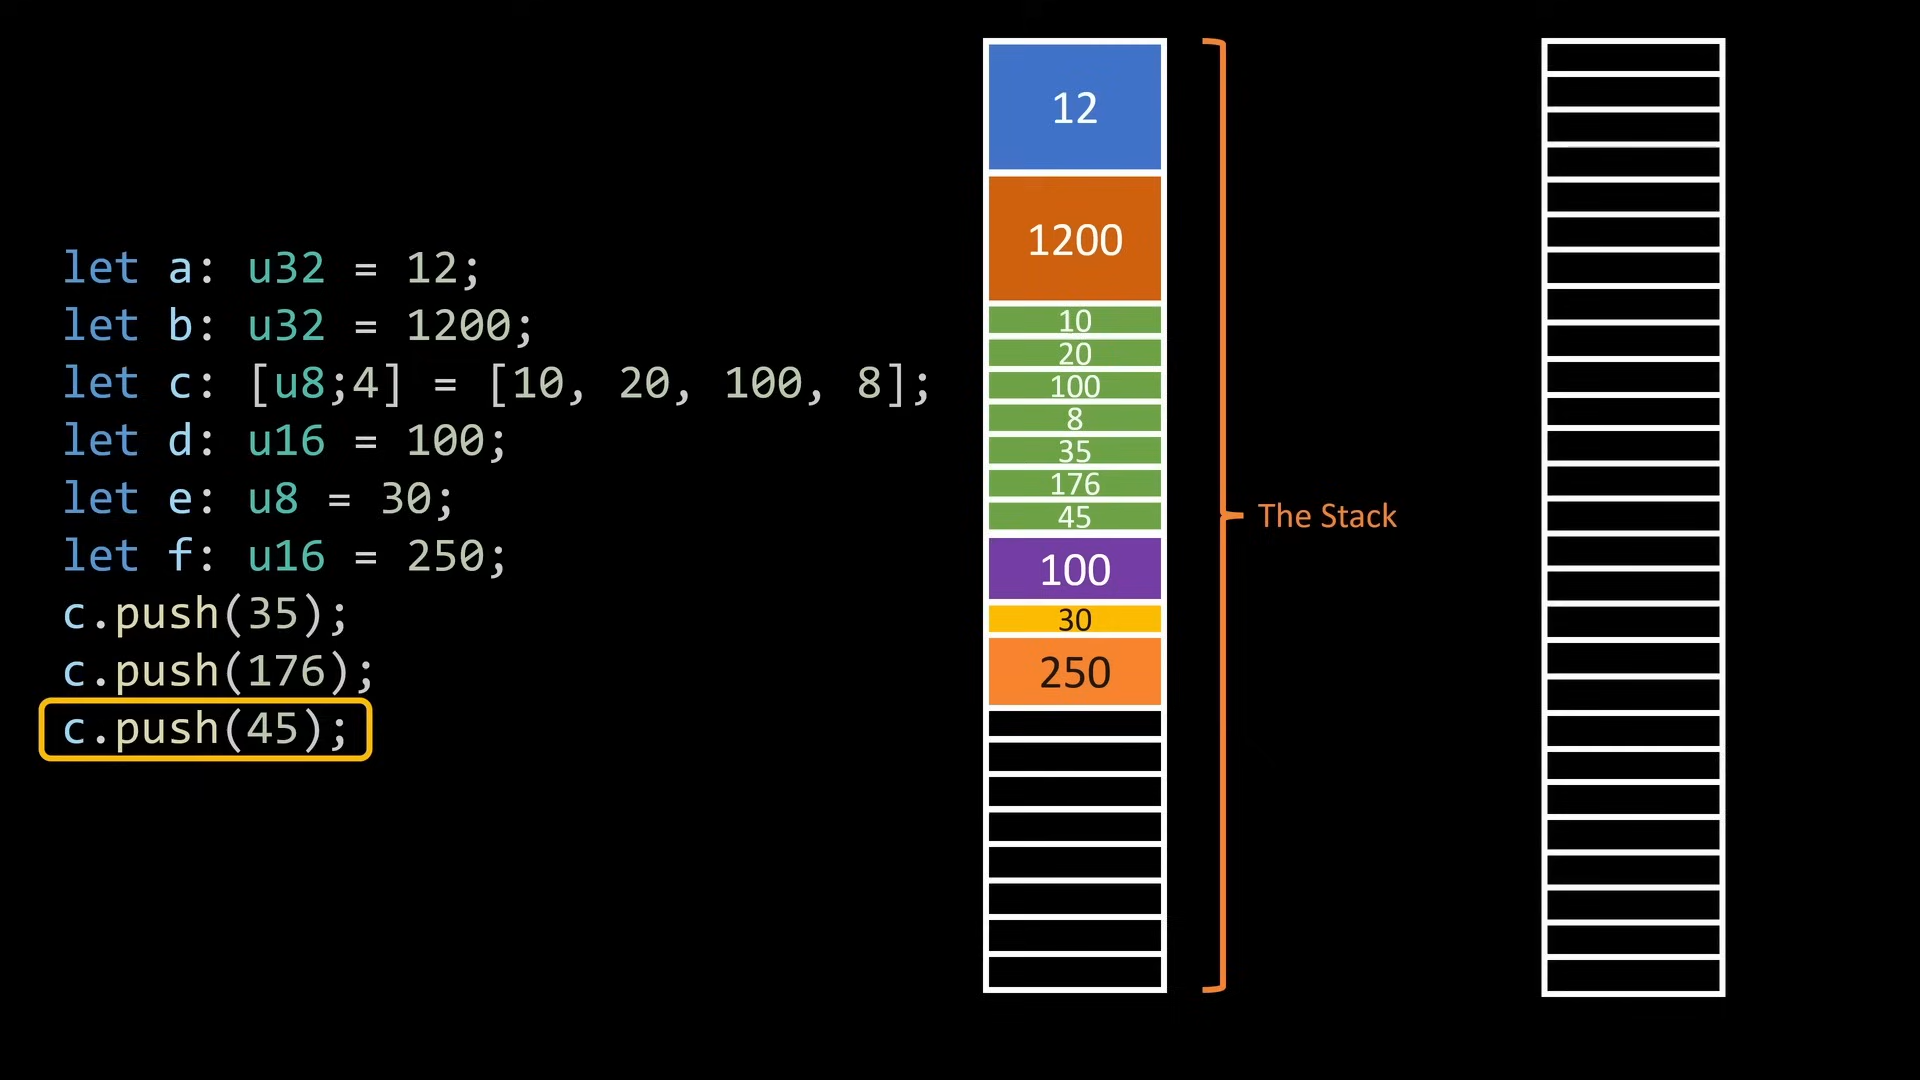 let a: u32 = 12;
let b: u32 = 1200;
let c: [u8;4] = [10, 20, 100, 8];
let d: u16 = 100;
let e: u8 = 30;
let f: u16 = 250;
c.push(35);
c.push(176);
c.push(45);
12
1200
10
20
100
8
35
176
45
100
30
250
The Stack